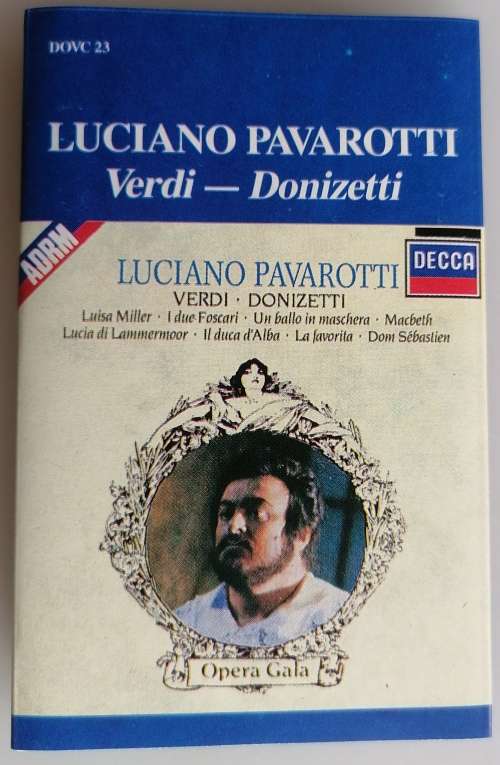 DOVC 23
LUCIANO PAVAROTTI
Verdi — Donizetti
ADRM
DECCA
LUCIANO PAVAROTTI
VERDI · DONIZETTI
Luisa Miller · I due Foscari · Un ballo in maschera · Macbeth
Lucia di Lammermoor · Il duca d'Alba · La favorita · Dom Sébastien
Opera Gala